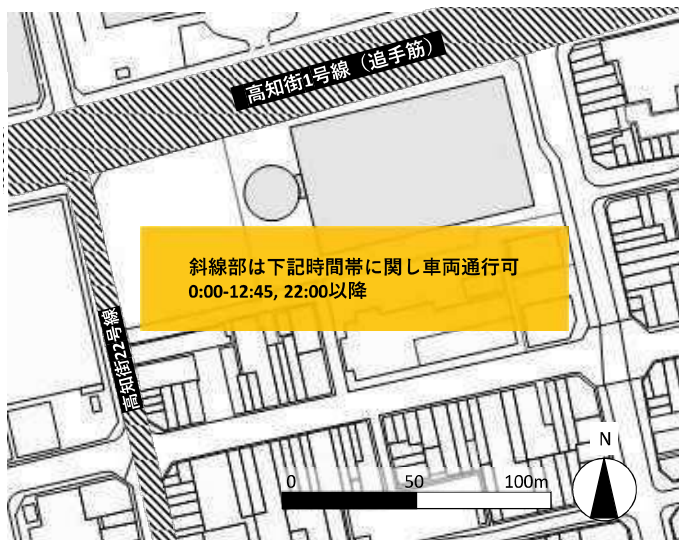 高知街1号線（追手筋）
斜線部は下記時間帯に関し車両通行可
0:00-12:45, 22:00以降
高知街22号線
N
0 50 100m